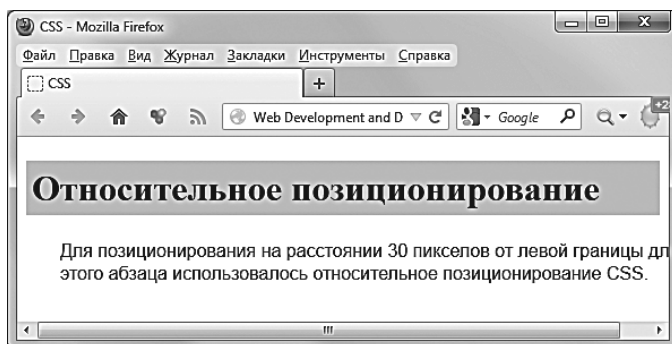 CSS - Mozilla Firefox
Файл Правка Вид Журнал Закладки Инструменты Справка
CSS +
Web Development and D Google +2
Относительное позиционирование
Для позиционирования на расстоянии 30 пикселов от левой границы дл
этого абзаца использовалось относительное позиционирование CSS.